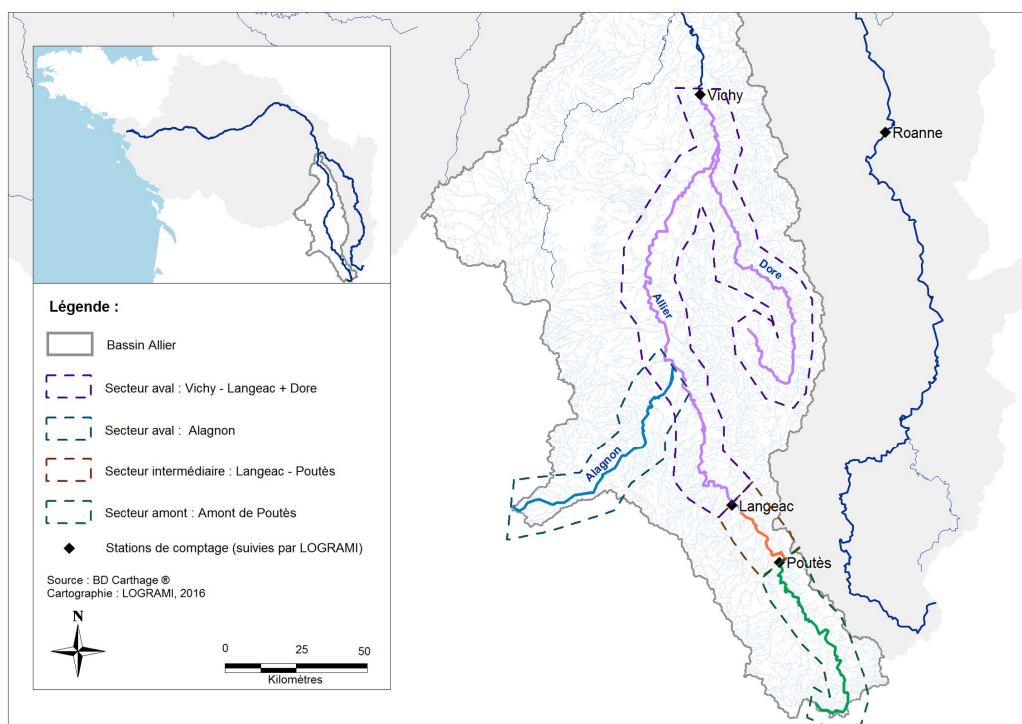 Légende :
Bassin Allier
Secteur aval : Vichy - Langeac + Dore
Secteur aval : Alagnon
Secteur intermédiaire : Langeac - Poutès
Secteur amont : Amont de Poutès
Stations de comptage (suivies par LOGRAMI)
Source : BD Carthage ®
Cartographie : LOGRAMI, 2016
N
0 25 50
Kilomètres
Vichy
Roanne
Dore
Allier
Alagnon
Langeac
Poutès